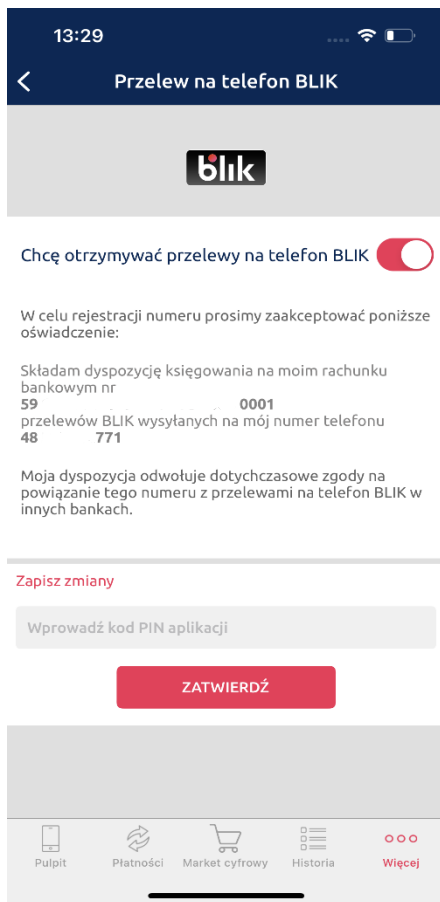 13:29
Przelew na telefon BLIK
blik
Chcę otrzymywać przelewy na telefon BLIK
W celu rejestracji numeru prosimy zaakceptować poniższe
oświadczenie:
Składam dyspozycję księgowania na moim rachunku
bankowym nr
59 0001
przelewów BLIK wysyłanych na mój numer telefonu
48 771
Moja dyspozycja odwołuje dotychczasowe zgody na
powiązanie tego numeru z przelewami na telefon BLIK w
innych bankach.
Zapisz zmiany
Wprowadź kod PIN aplikacji
ZATWIERDŹ
Pulpit Płatności Market cyfrowy Historia Więcej